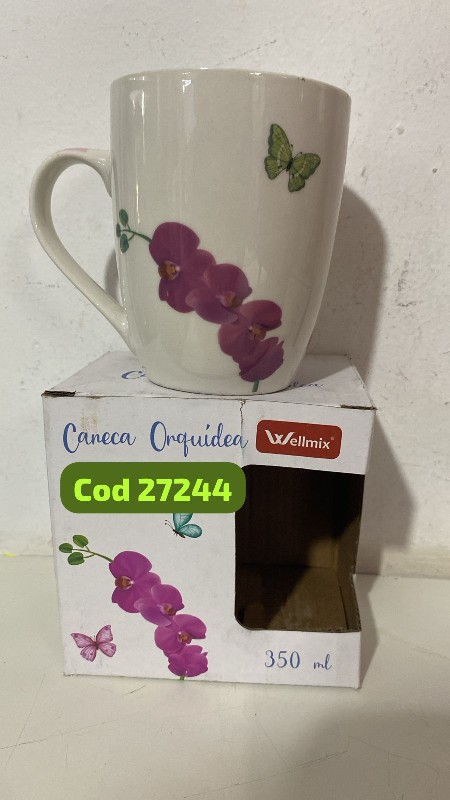 Caneca Orquídea
Wellmix
Cod 27244
350 ml